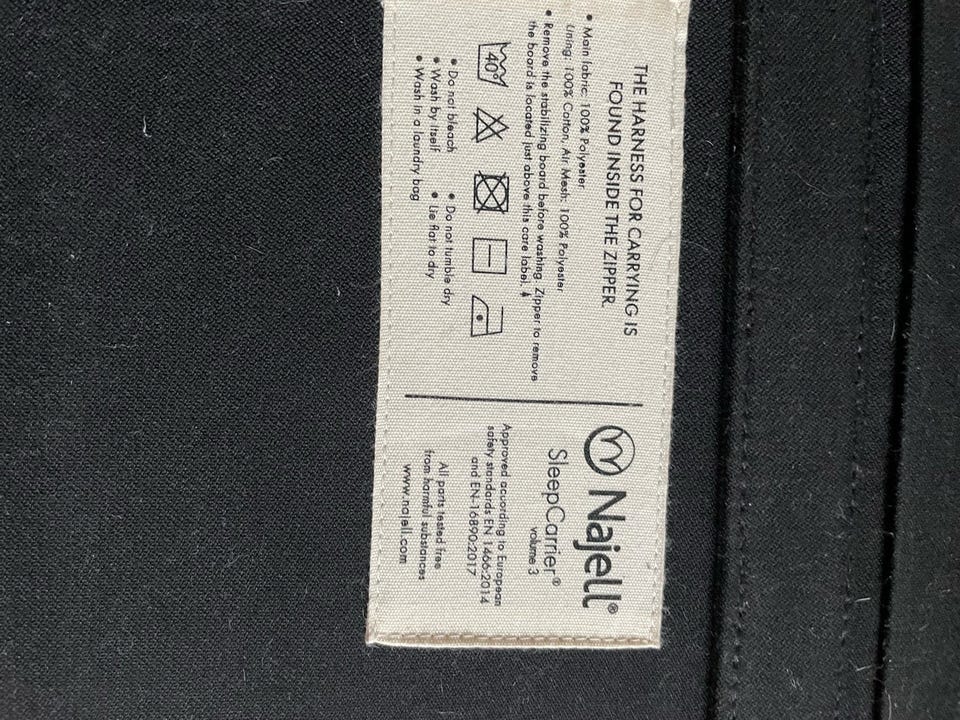 THE HARNESS FOR CARRYING IS
FOUND INSIDE THE ZIPPER.
• Main fabric: 100% Polyester
Lining: 100% Cotton, Air Mesh: 100% Polyester
• Remove the stabilizing board before washing. Zipper to remove
the board is located just above this care label.
40°
• Do not bleach • Do not tumble dry
• Wash by itself • Lie flat to dry
• Wash in a laundry bag
Najell®
SleepCarrier®
volume 3
Approved according to European
safety standards EN 1466:2014
and EN-16890:2017
All parts tested free
from harmful substances
www.najell.com